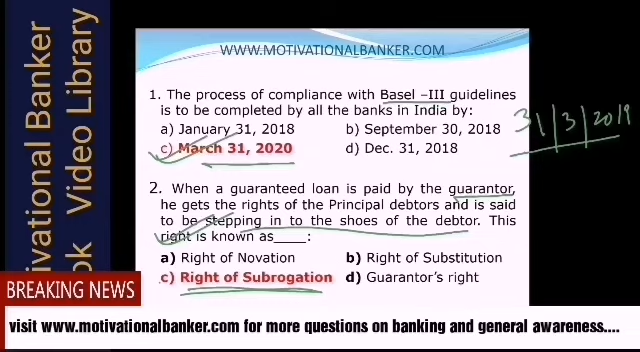 WWW.MOTIVATIONALBANKER.COM
1. The process of compliance with Basel –III guidelines
is to be completed by all the banks in India by:
a) January 31, 2018 b) September 30, 2018
c) March 31, 2020 d) Dec. 31, 2018
31/3/2019
2. When a guaranteed loan is paid by the guarantor,
he gets the rights of the Principal debtors and is said
to be stepping in to the shoes of the debtor. This
right is known as____:
a) Right of Novation b) Right of Substitution
c) Right of Subrogation d) Guarantor's right
ivational Banker
ok Video Library
BREAKING NEWS
visit www.motivationalbanker.com for more questions on banking and general awareness....